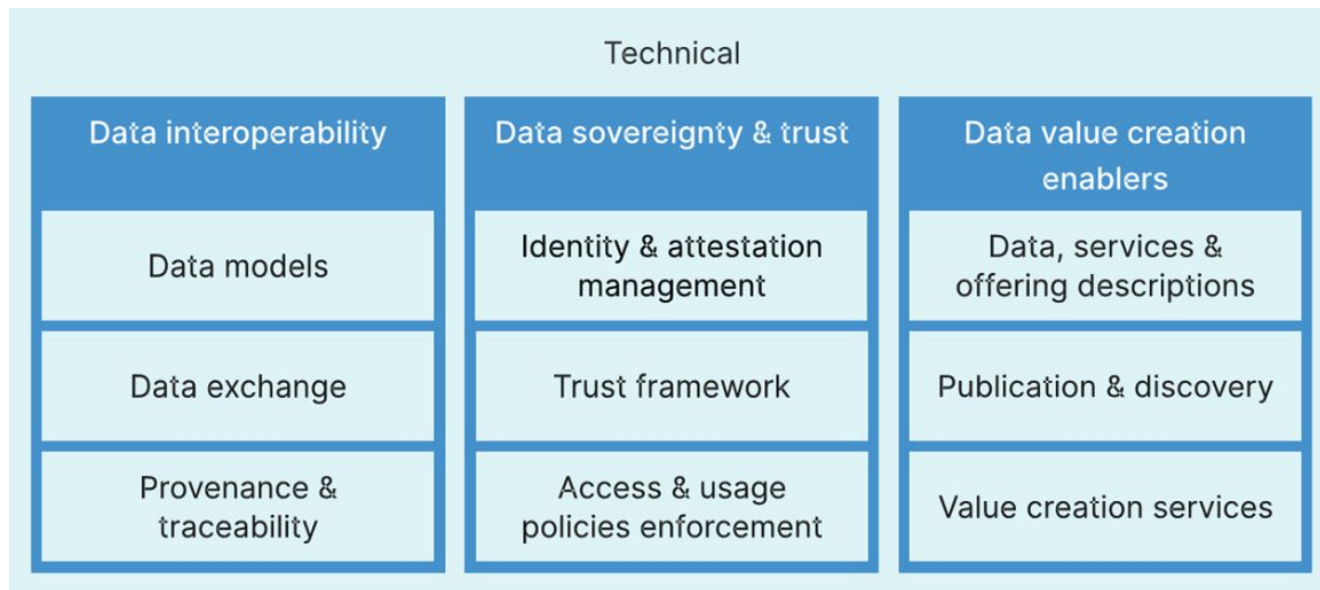 Technical
Data interoperability
Data models
Data exchange
Provenance &
traceability
Data sovereignty & trust
Identity & attestation
management
Trust framework
Access & usage
policies enforcement
Data value creation
enablers
Data, services &
offering descriptions
Publication & discovery
Value creation services